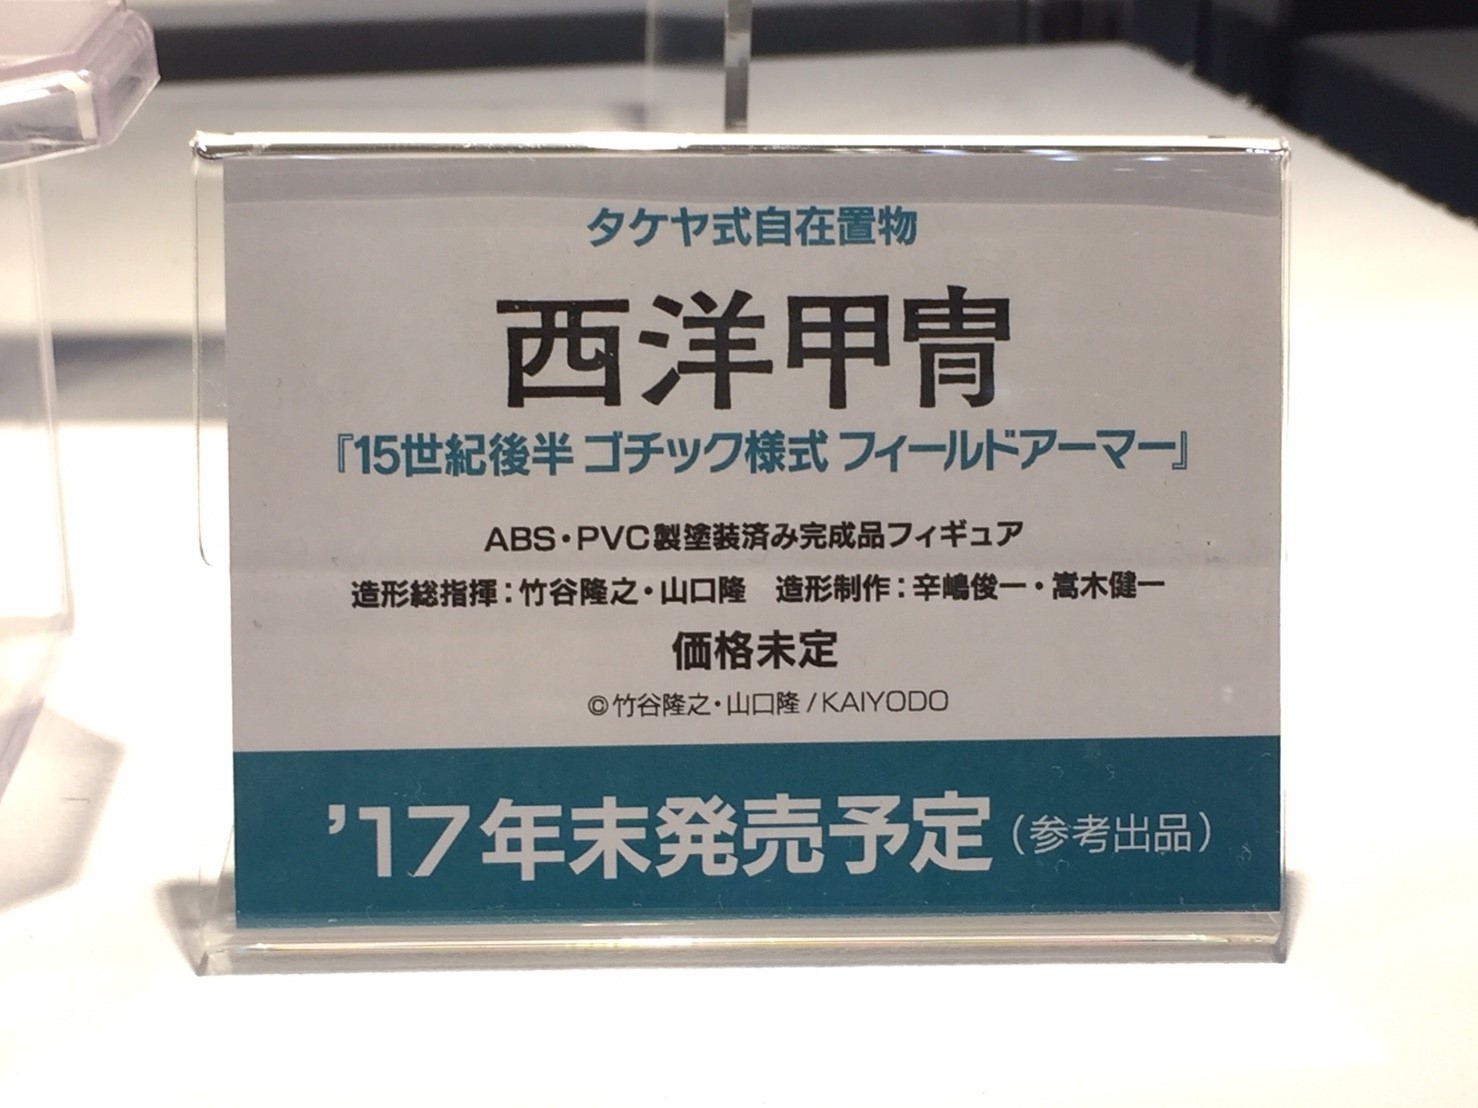 タケヤ式自在置物
西洋甲冑
『15世紀後半 ゴチック様式 フィールドアーマー』
ABS・PVC製塗装済み完成品フィギュア
造形総指揮：竹谷隆之・山口隆　造形制作：辛嶋俊一・嵩木健一
価格未定
©竹谷隆之・山口隆/KAIYODO
’17年末発売予定（参考出品）